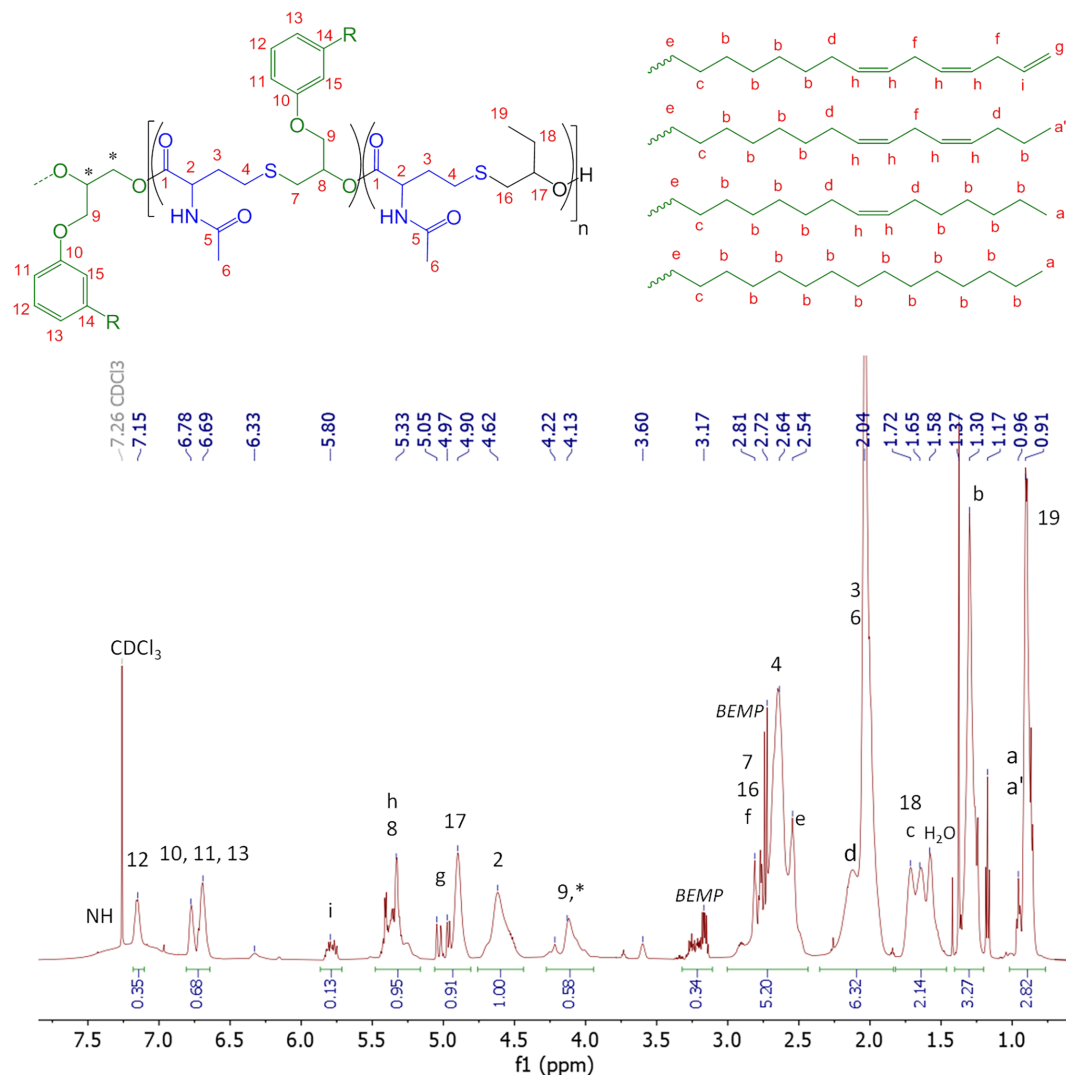 13
R
12
14
11
15
10
O
9
O
2
3
4
S
7
8
O
1
HN
5
O
6
O
2
3
4
S
19
18
16
17
O
H
n
1
HN
5
O
6
O
* *
O
9
O
10
11
15
12
14
13
R
e b b d f f g
c b b h h h h i
e b b b d f d a'
c b b h h h h b
e b b b d d b b
c b b b h h b b a
e b b b b b b a
c b b b b b b
7.26 CDCl3
7.15
6.78
6.69
6.33
5.80
5.33
5.05
4.97
4.90
4.62
4.22
4.13
3.60
3.17
2.81
2.72
2.64
2.54
2.04
1.72
1.65
1.58
1.37
1.30
1.17
0.96
0.91
CDCl3
NH
12
10, 11, 13
i
h
8
g
17
2
9,*
BEMP
BEMP
7
16
f
4
e
3
6
d
18
c
H2O
b
a
a'
19
0.35
0.68
0.13
0.95
0.91
1.00
0.58
0.34
5.20
6.32
2.14
3.27
2.82
7.5 7.0 6.5 6.0 5.5 5.0 4.5 4.0 3.5 3.0 2.5 2.0 1.5 1.0
f1 (ppm)